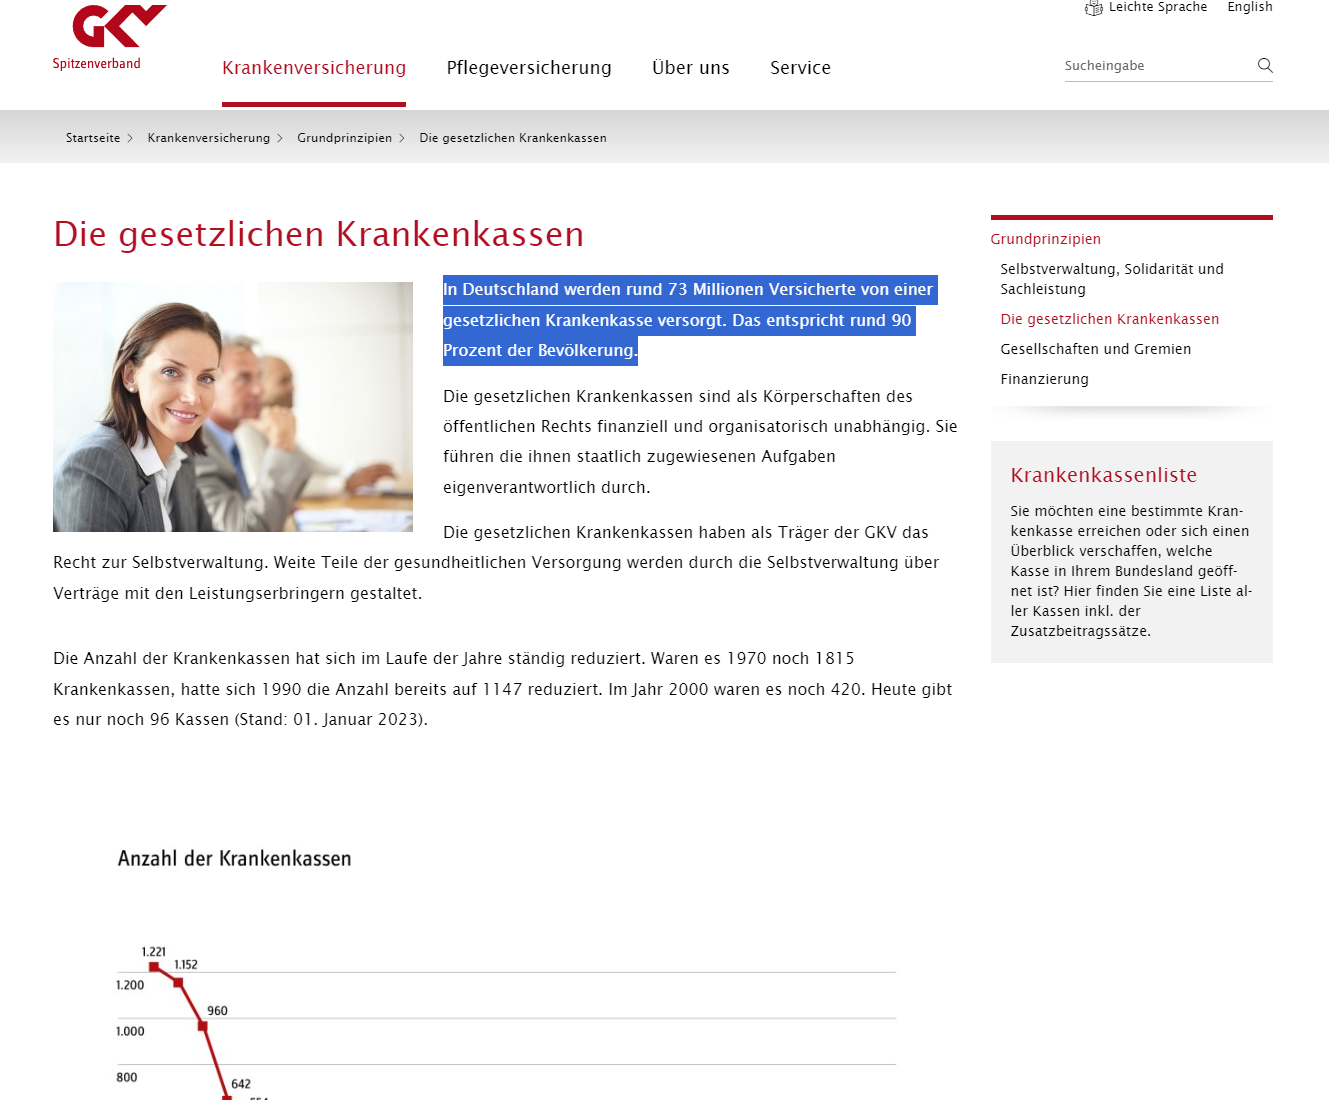 Leichte Sprache
English
GKV
Spitzenverband
Krankenversicherung
Pflegeversicherung
Über uns
Service
Sucheingabe
Startseite
Krankenversicherung
Grundprinzipien
Die gesetzlichen Krankenkassen
Die gesetzlichen Krankenkassen
In Deutschland werden rund 73 Millionen Versicherte von einer
gesetzlichen Krankenkasse versorgt. Das entspricht rund 90
Prozent der Bevölkerung.
Die gesetzlichen Krankenkassen sind als Körperschaften des
öffentlichen Rechts finanziell und organisatorisch unabhängig. Sie
führen die ihnen staatlich zugewiesenen Aufgaben
eigenverantwortlich durch.
Die gesetzlichen Krankenkassen haben als Träger der GKV das
Recht zur Selbstverwaltung. Weite Teile der gesundheitlichen Versorgung werden durch die Selbstverwaltung über
Verträge mit den Leistungserbringern gestaltet.
Die Anzahl der Krankenkassen hat sich im Laufe der Jahre ständig reduziert. Waren es 1970 noch 1815
Krankenkassen, hatte sich 1990 die Anzahl bereits auf 1147 reduziert. Im Jahr 2000 waren es noch 420. Heute gibt
es nur noch 96 Kassen (Stand: 01. Januar 2023).
Grundprinzipien
Selbstverwaltung, Solidarität und
Sachleistung
Die gesetzlichen Krankenkassen
Gesellschaften und Gremien
Finanzierung
Krankenkassenliste
Sie möchten eine bestimmte Kran-
kenkasse erreichen oder sich einen
Überblick verschaffen, welche
Kasse in Ihrem Bundesland geöff-
net ist? Hier finden Sie eine Liste al-
ler Kassen inkl. der
Zusatzbeitragssätze.
Anzahl der Krankenkassen
1.221
1.152
1.200
960
1.000
800
642